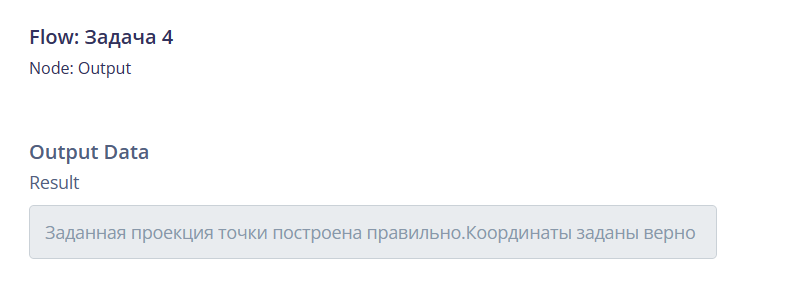 Flow: Задача 4
Node: Output
Output Data
Result
Заданная проекция точки построена правильно.Координаты заданы верно